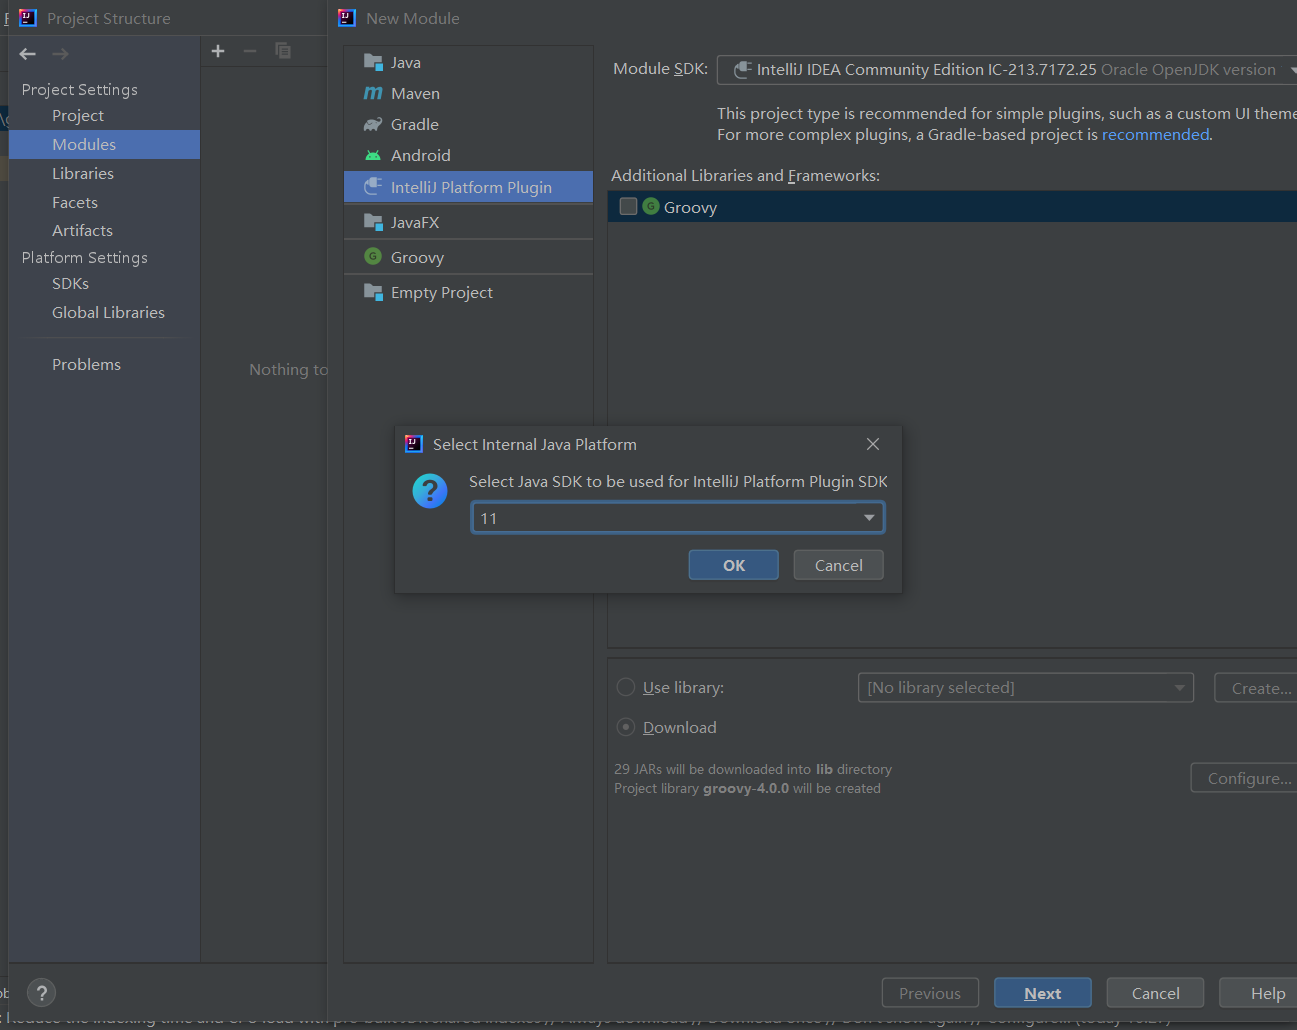 Project Structure
Project Settings
Project
Modules
Libraries
Facets
Artifacts
Platform Settings
SDKs
Global Libraries
Problems
Nothing to
New Module
Java
Maven
Gradle
Android
IntelliJ Platform Plugin
JavaFX
Groovy
Empty Project
Module SDK: IntelliJ IDEA Community Edition IC-213.7172.25 Oracle OpenJDK version
This project type is recommended for simple plugins, such as a custom UI theme
For more complex plugins, a Gradle-based project is recommended.
Additional Libraries and Frameworks:
Groovy
Select Internal Java Platform
Select Java SDK to be used for IntelliJ Platform Plugin SDK
11
OK Cancel
Use library: [No library selected] Create...
Download
29 JARs will be downloaded into lib directory
Project library groovy-4.0.0 will be created
Configure...
Previous Next Cancel Help